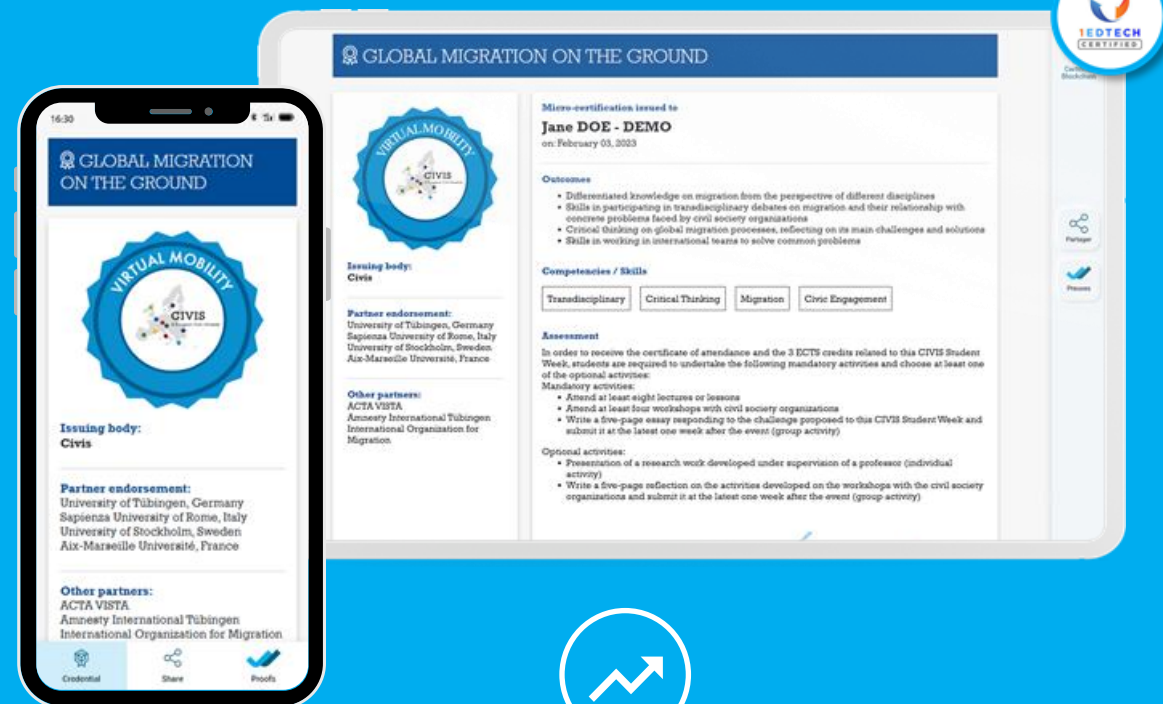 1EDTECH
CERTIFIED
Blockchain
GLOBAL MIGRATION ON THE GROUND
VIRTUAL MOBILITY
CIVIS
Issuing body:
Civis
Partner endorsement:
University of Tübingen, Germany
Sapienza University of Rome, Italy
University of Stockholm, Sweden
Aix-Marseille Université, France
Other partners:
ACTA VISTA
Amnesty International Tübingen
International Organization for
Migration
Micro-certification issued to
Jane DOE - DEMO
on: February 03, 2023
Outcomes
• Differentiated knowledge on migration from the perspective of different disciplines
• Skills in participating in transdisciplinary debates on migration and their relationship with
concrete problems faced by civil society organizations
• Critical thinking on global migration processes, reflecting on its main challenges and solutions
• Skills in working in international teams to solve common problems
Competencies / Skills
Transdisciplinary
Critical Thinking
Migration
Civic Engagement
Assessment
In order to receive the certificate of attendance and the 3 ECTS credits related to this CIVIS Student
Week, students are required to undertake the following mandatory activities and choose at least one
of the optional activities:
Mandatory activities:
• Attend at least eight lectures or lessons
• Attend at least four workshops with civil society organizations
• Write a five-page essay responding to the challenge proposed to this CIVIS Student Week and
submit it at the latest one week after the event (group activity)
Optional activities:
• Presentation of a research work developed under supervision of a professor (individual
activity)
• Write a five-page reflection on the activities developed on the workshops with the civil society
organizations and submit it at the latest one week after the event (group activity)
Partager
Preuves
16:30
GLOBAL MIGRATION
ON THE GROUND
VIRTUAL MOBILITY
CIVIS
Issuing body:
Civis
Partner endorsement:
University of Tübingen, Germany
Sapienza University of Rome, Italy
University of Stockholm, Sweden
Aix-Marseille Université, France
Other partners:
ACTA VISTA
Amnesty International Tübingen
International Organization for Migration
Credential
Share
Proofs